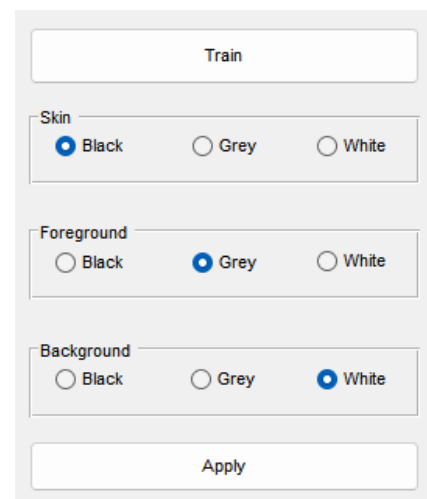 Train
Skin
Black Grey White
Foreground
Black Grey White
Background
Black Grey White
Apply